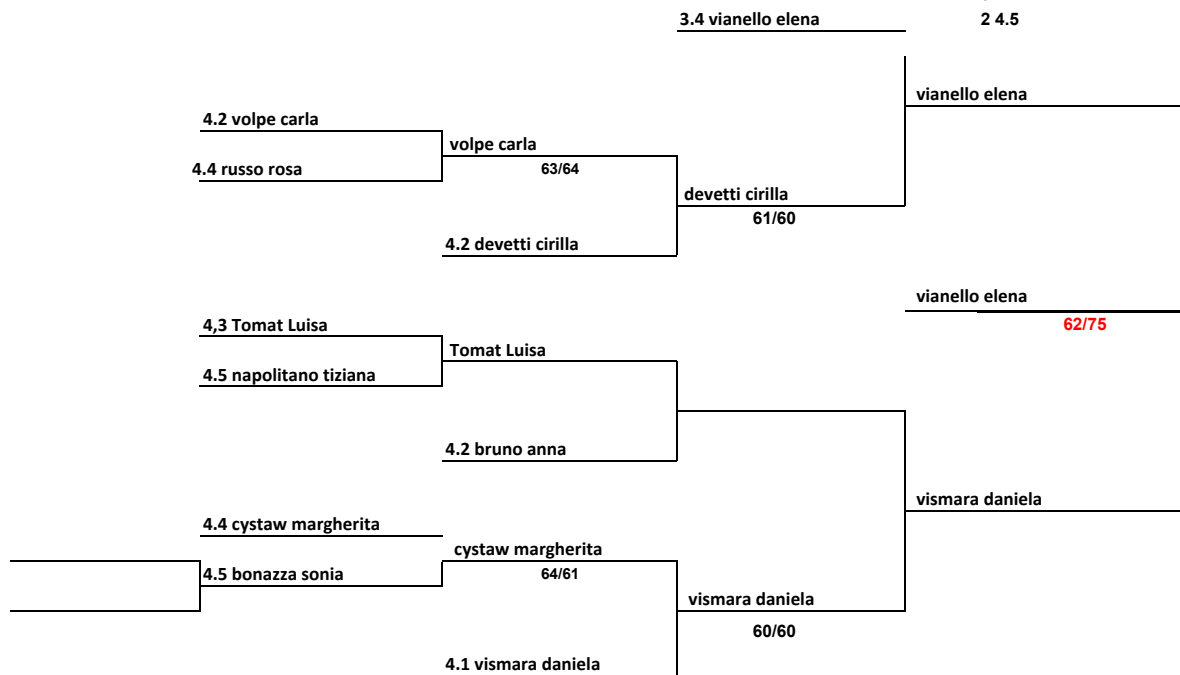 3.4 vianello elena
2 4.5
vianello elena
4.2 volpe carla
volpe carla
4.4 russo rosa
63/64
devetti cirilla
61/60
4.2 devetti cirilla
vianello elena
62/75
4,3 Tomat Luisa
Tomat Luisa
4.5 napolitano tiziana
4.2 bruno anna
vismara daniela
4.4 cystaw margherita
cystaw margherita
4.5 bonazza sonia
64/61
vismara daniela
60/60
4.1 vismara daniela